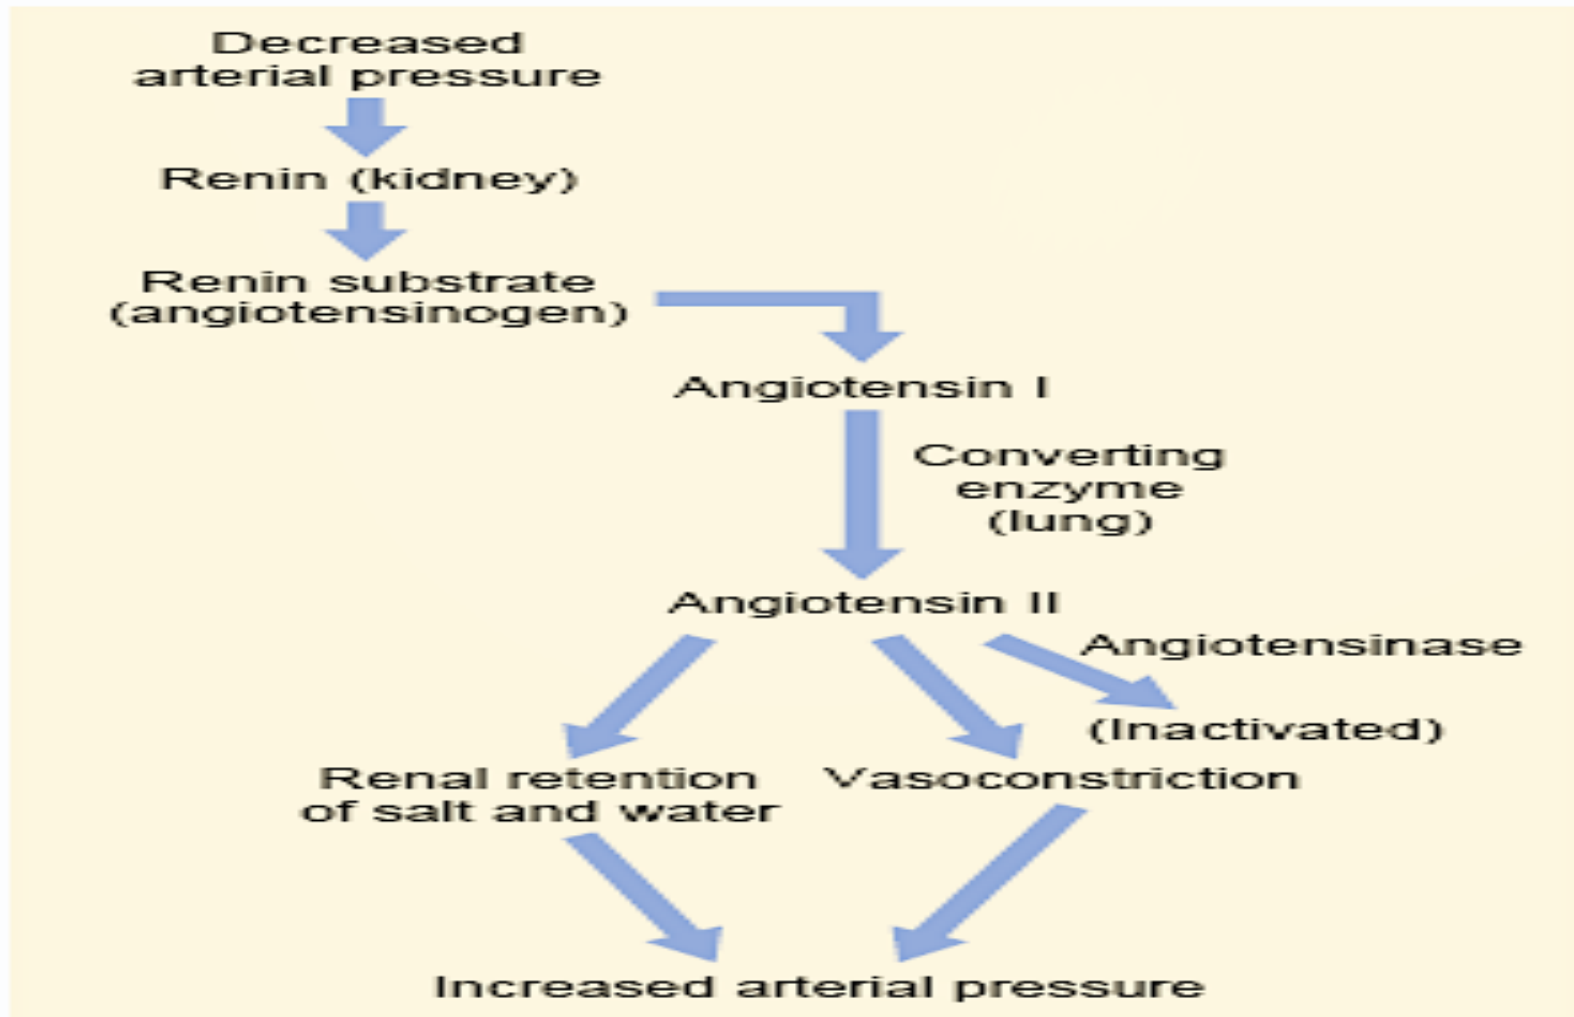 Decreased
arterial pressure
Renin (kidney)
Renin substrate
(angiotensinogen)
Angiotensin I
Converting
enzyme
(lung)
Angiotensin II
Angiotensinase
(Inactivated)
Renal retention
of salt and water
Vasoconstriction
Increased arterial pressure